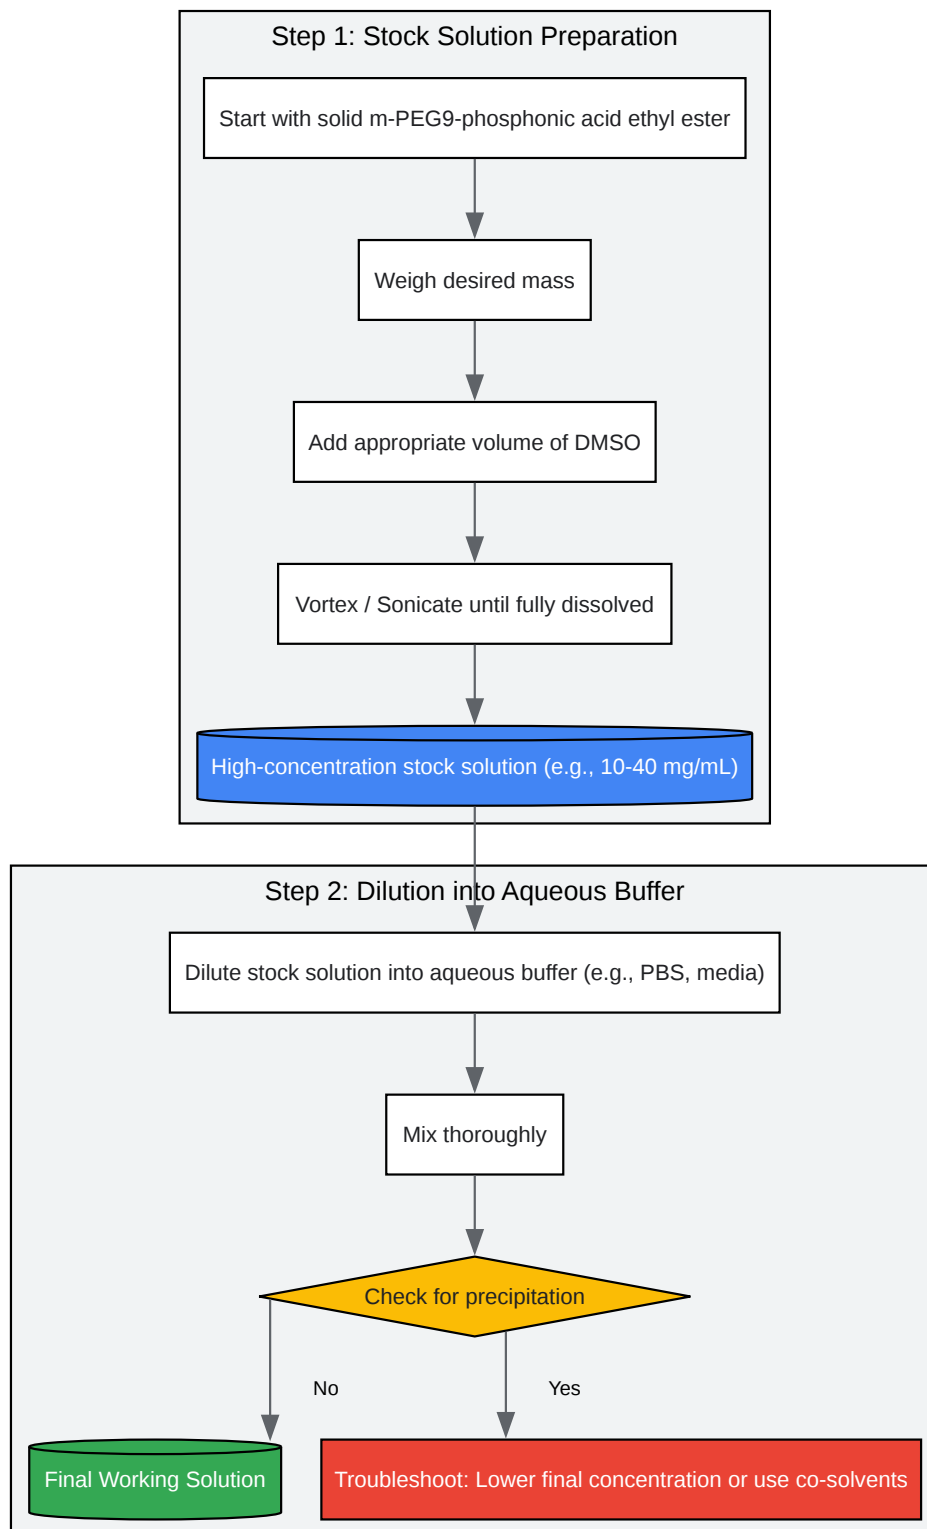 Step 1: Stock Solution Preparation
Start with solid m-PEG9-phosphonic acid ethyl ester
Weigh desired mass
Add appropriate volume of DMSO
Vortex / Sonicate until fully dissolved
High-concentration stock solution (e.g., 10-40 mg/mL)
Step 2: Dilution into Aqueous Buffer
Dilute stock solution into aqueous buffer (e.g., PBS, media)
Mix thoroughly
Check for precipitation
No
Yes
Final Working Solution
Troubleshoot: Lower final concentration or use co-solvents